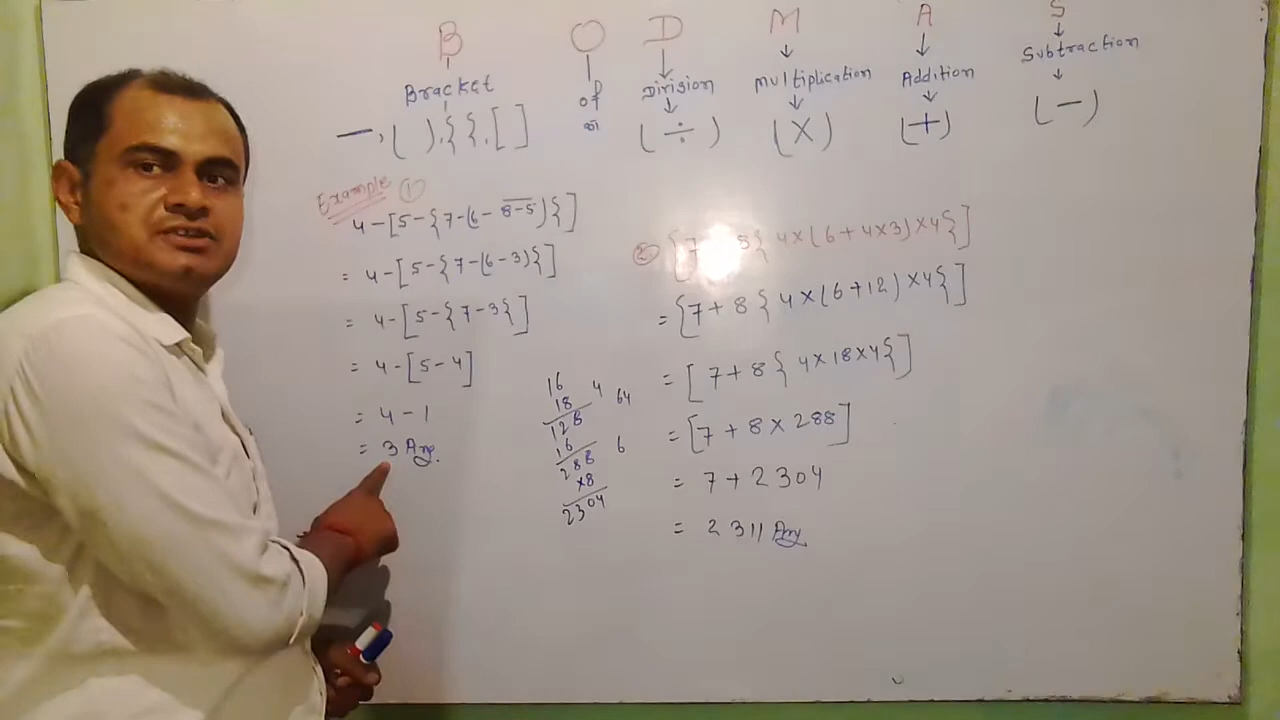 B O D M A S
Bracket of Division Multiplication Addition Subtraction
—, ( ), { {, [ ] का (÷) (×) (+) (−)
Example ①
4-[5-{7-(6-8̅-̅5̅){]
= 4-[5-{7-(6-3){]
= 4-[5-{7-3{]
= 4-[5-4]
= 4-1
= 3 Ans.
16
18 4 64
128
16
288 6
×8
2304
② 4×(6+4×3)×4{]
= {7+8{ 4×(6+12)×4{]
= [7+8{ 4×18×4{]
= [7+8×288]
= 7+2304
= 2311 Ans